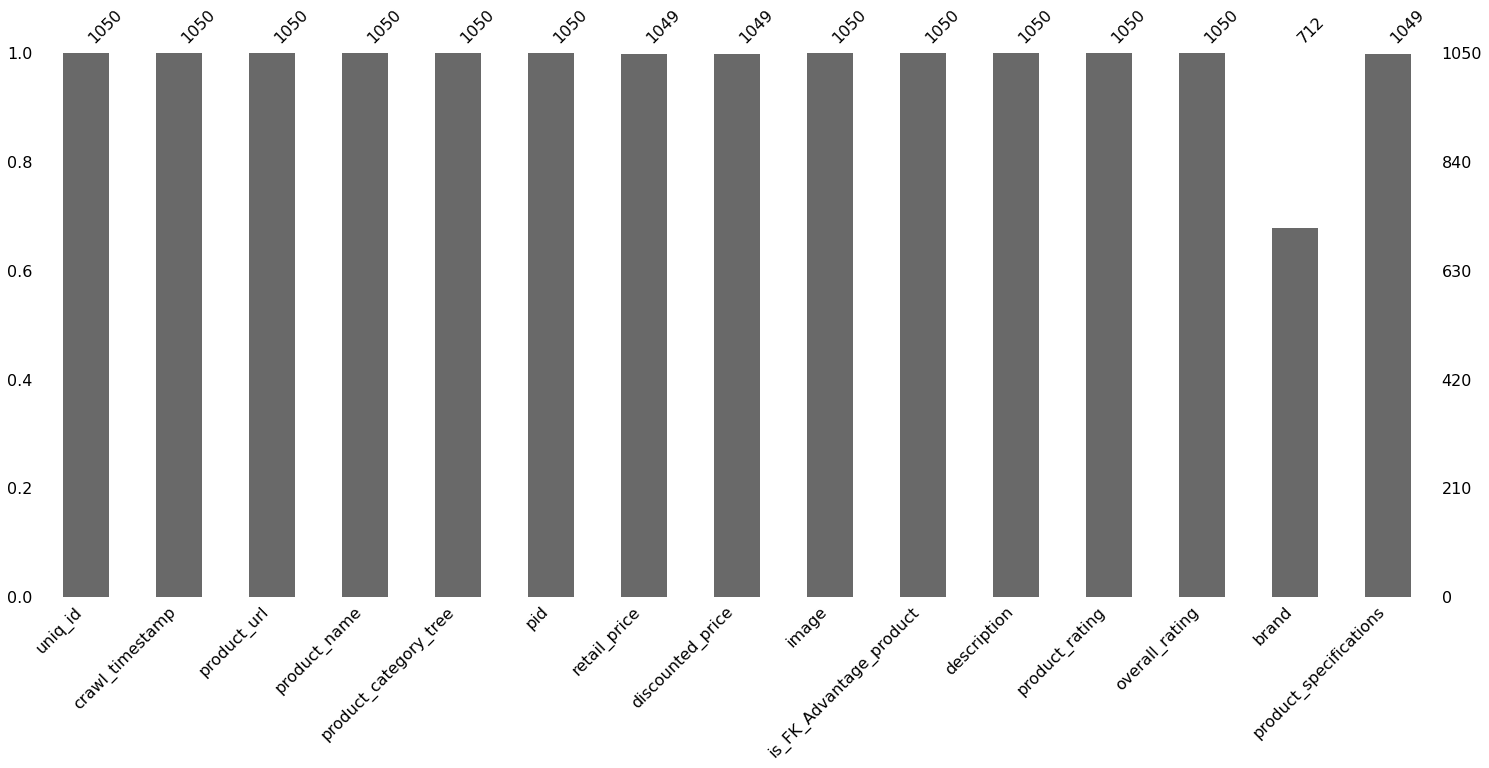 1050
1050
1050
1050
1050
1050
1049
1049
1050
1050
1050
1050
1050
712
1049
1.0
0.8
0.6
0.4
0.2
0.0
1050
840
630
420
210
0
uniq_id
crawl_timestamp
product_url
product_name
product_category_tree
pid
retail_price
discounted_price
image
is_FK_Advantage_product
description
product_rating
overall_rating
brand
product_specifications